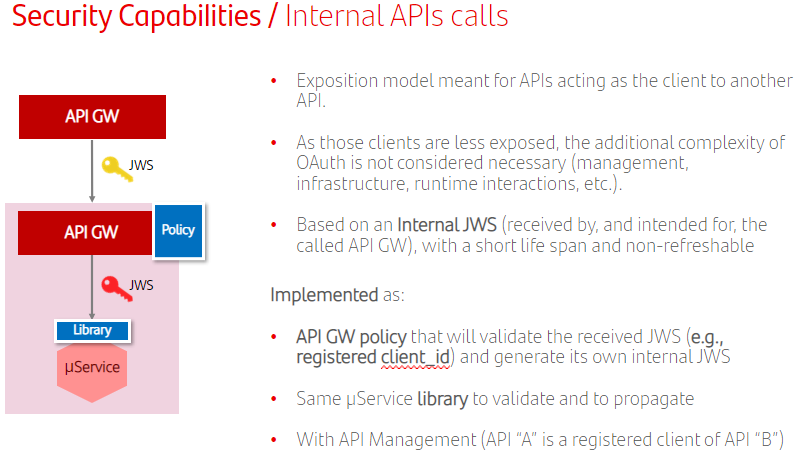 Security Capabilities / Internal APIs calls
API GW
JWS
API GW
Policy
JWS
Library
µService
• Exposition model meant for APIs acting as the client to another
API.
• As those clients are less exposed, the additional complexity of
OAuth is not considered necessary (management,
infrastructure, runtime interactions, etc.).
• Based on an Internal JWS (received by, and intended for, the
called API GW), with a short life span and non-refreshable
Implemented as:
• API GW policy that will validate the received JWS (e.g.,
registered client_id) and generate its own internal JWS
• Same µService library to validate and to propagate
• With API Management (API “A” is a registered client of API “B”)